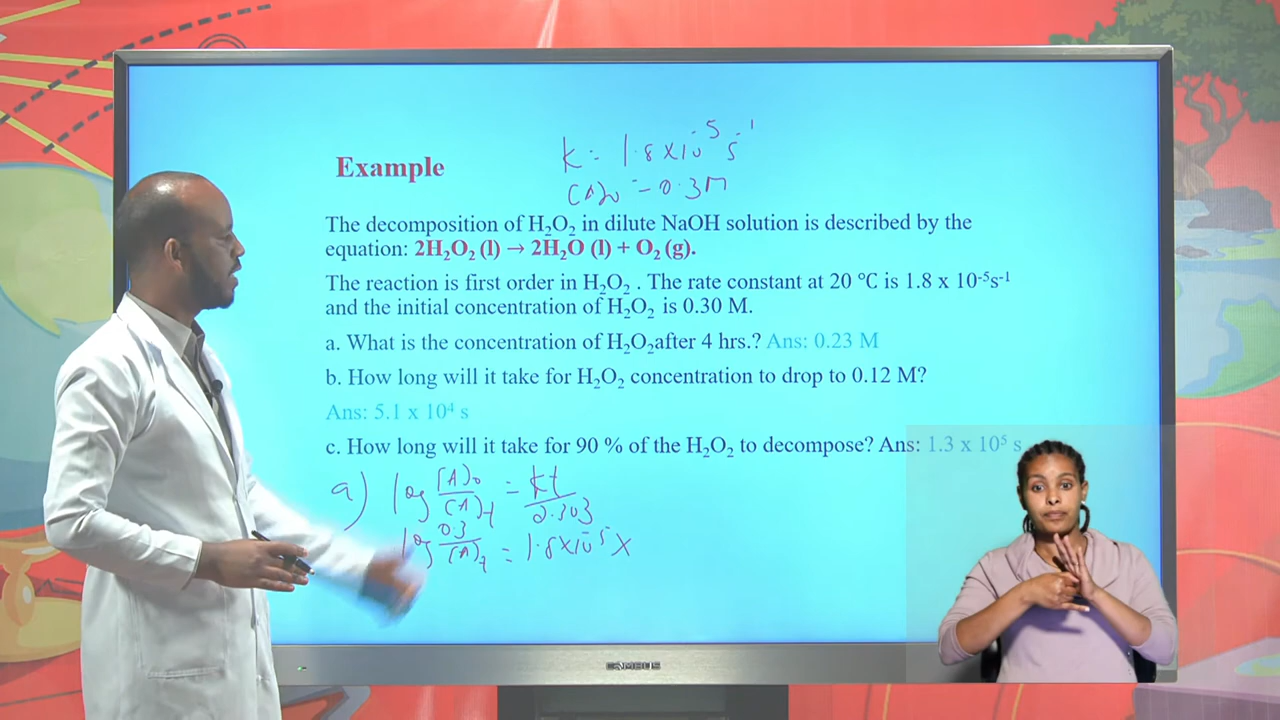 k = 1.8 x 10⁻⁵ s⁻¹
Example
[A]₀ = 0.3M
The decomposition of H₂O₂ in dilute NaOH solution is described by the
equation: 2H₂O₂ (l) → 2H₂O (l) + O₂ (g).
The reaction is first order in H₂O₂ . The rate constant at 20 °C is 1.8 x 10⁻⁵s⁻¹
and the initial concentration of H₂O₂ is 0.30 M.
a. What is the concentration of H₂O₂after 4 hrs.? Ans: 0.23 M
b. How long will it take for H₂O₂ concentration to drop to 0.12 M?
Ans: 5.1 x 10⁴ s
c. How long will it take for 90 % of the H₂O₂ to decompose? Ans: 1.3 x 10⁵ s
a) log [A]₀/[A]ₜ = kt/2.303
log 0.3/[A]ₜ = 1.8x10⁻⁵ x